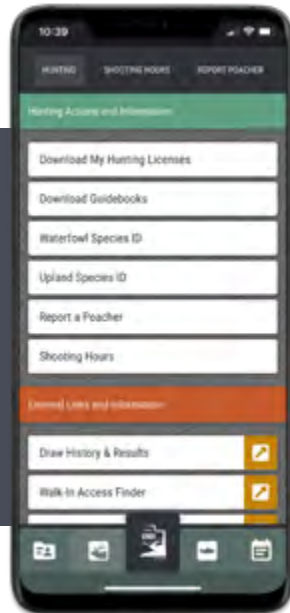 10:39
HUNTING SHOOTING HOURS REPORT POACHER
Hunting Actions and Information
Download My Hunting Licenses
Download Guidebooks
Waterfowl Species ID
Upland Species ID
Report a Poacher
Shooting Hours
External Links and Information
Draw History & Results
Walk-In Access Finder